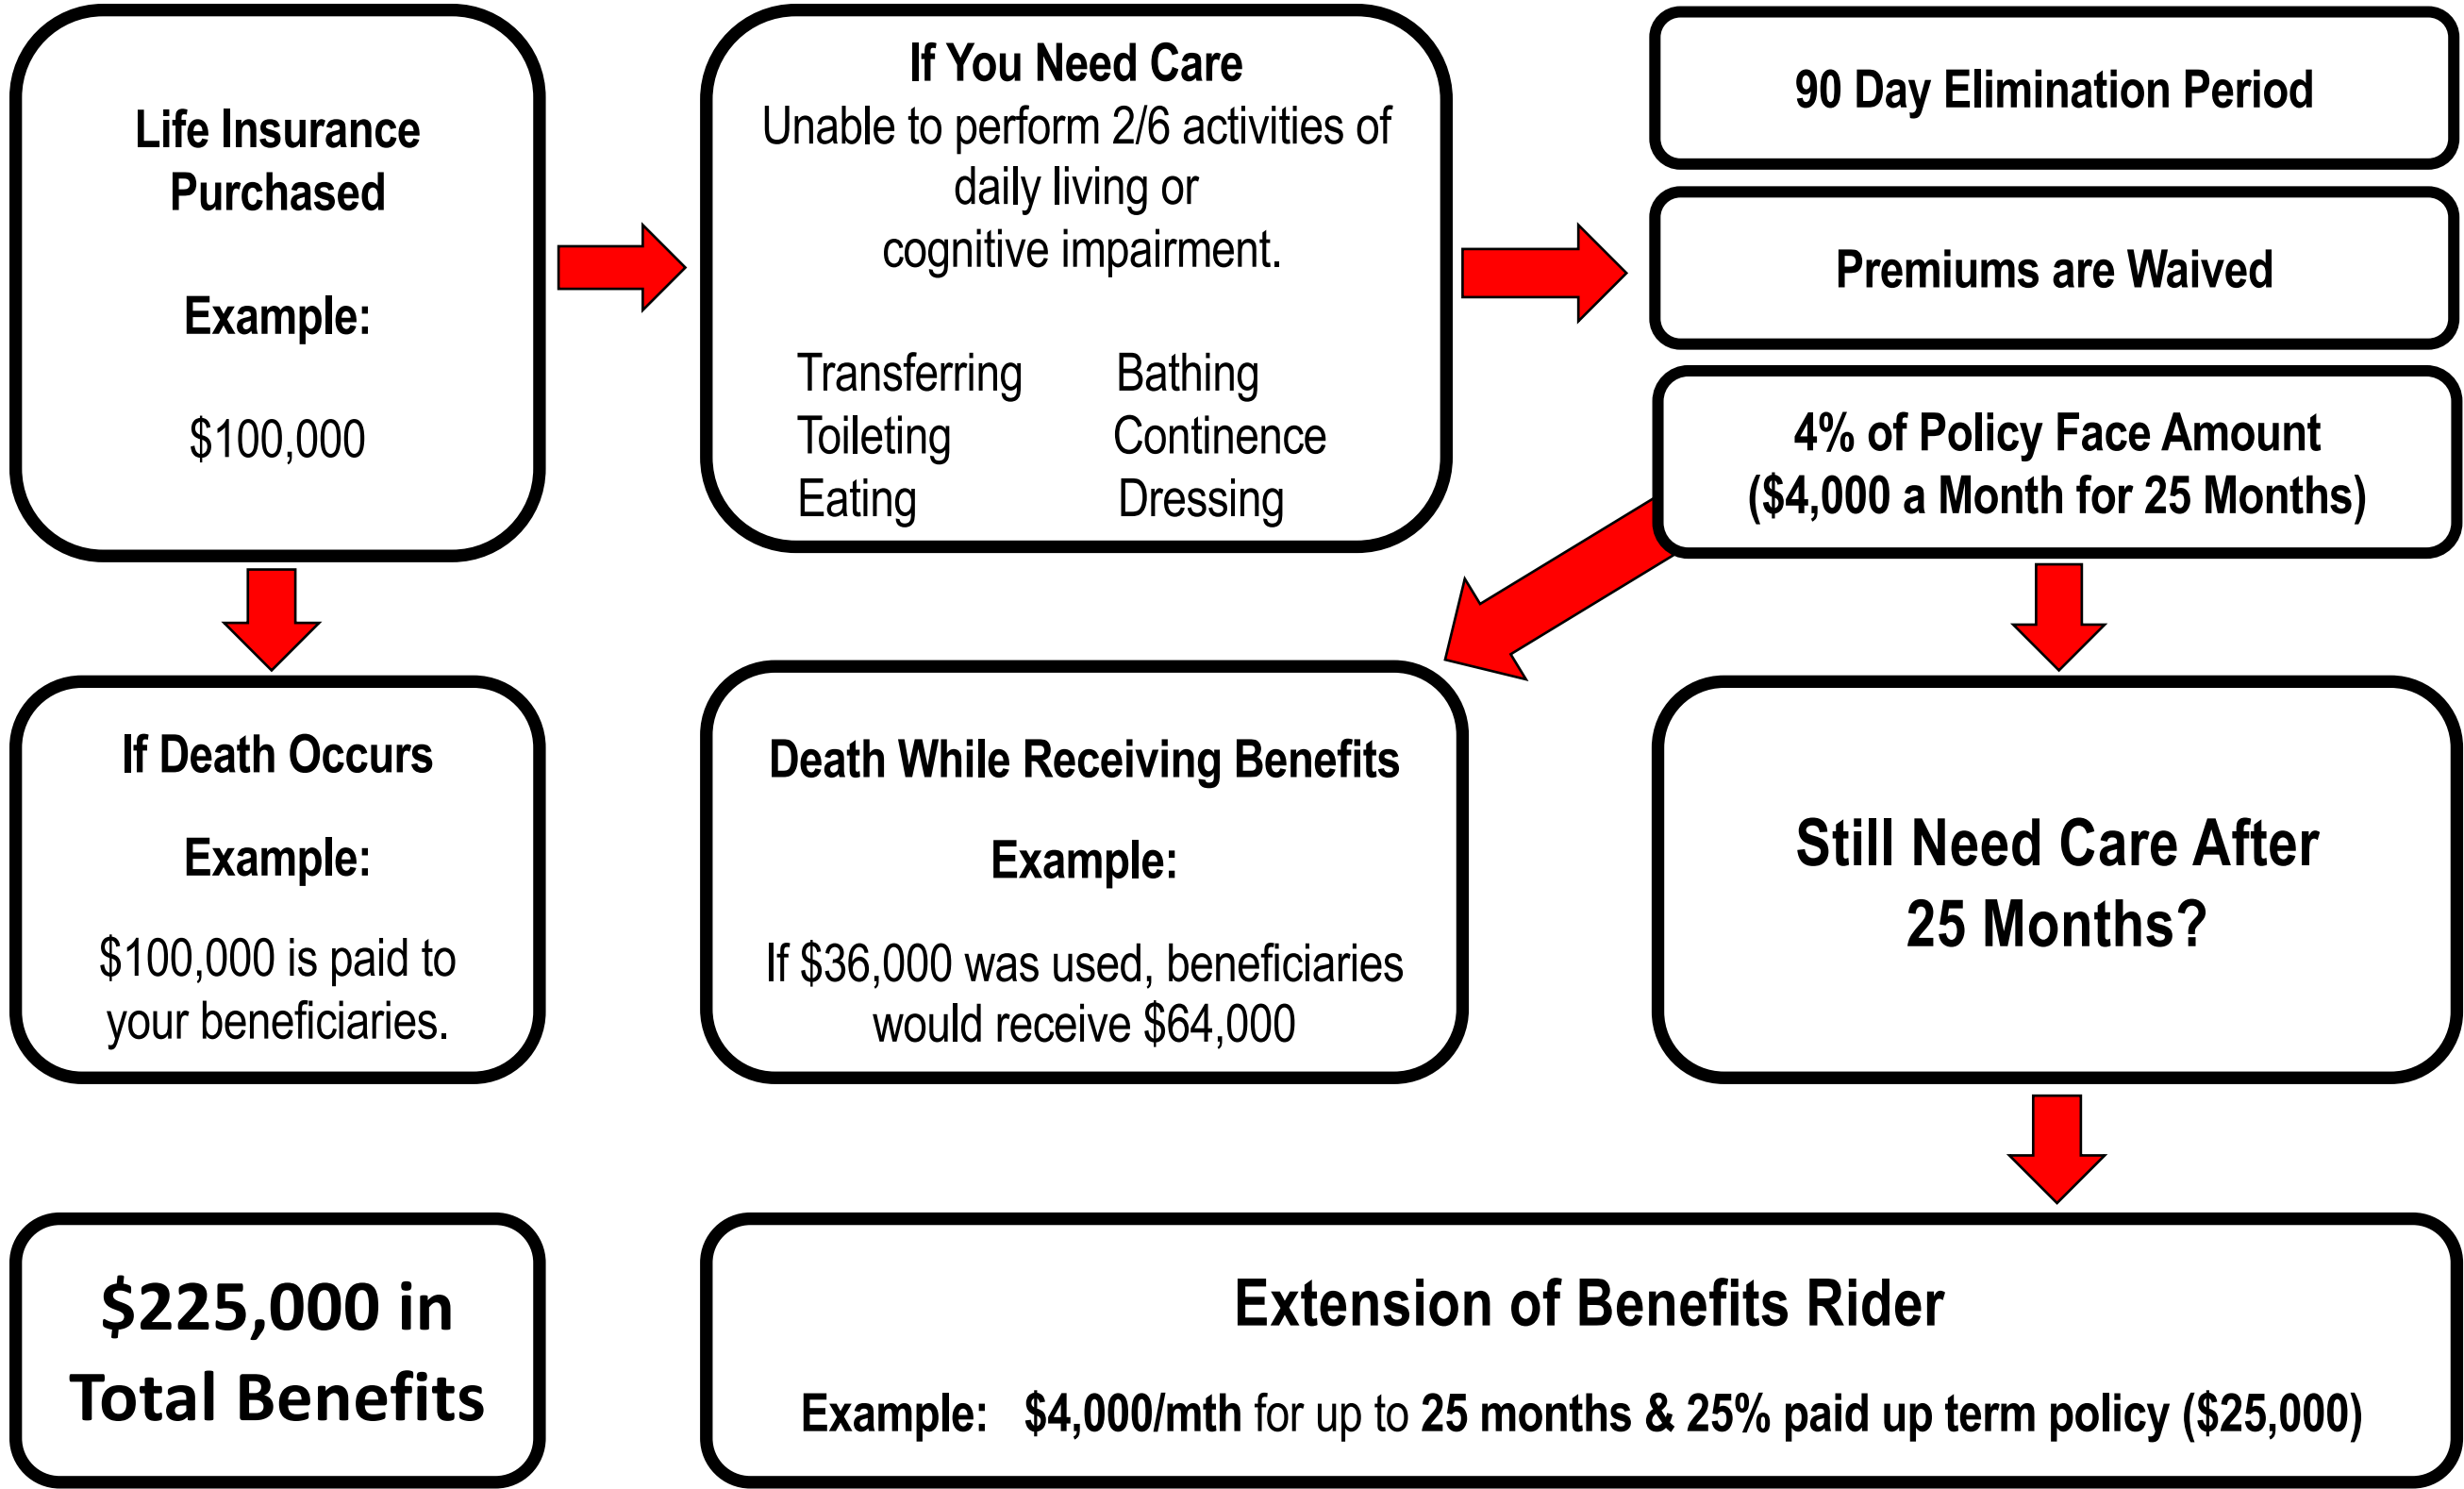 Life Insurance
Purchased
Example:
$100,000
If You Need Care
Unable to perform 2/6 activities of
daily living or
cognitive impairment.
Transferring Bathing
Toileting Continence
Eating Dressing
90 Day Elimination Period
Premiums are Waived
4% of Policy Face Amount
($4,000 a Month for 25 Months)
If Death Occurs
Example:
$100,000 is paid to
your beneficiaries.
Death While Receiving Benefits
Example:
If $36,000 was used, beneficiaries
would receive $64,000
Still Need Care After
25 Months?
$225,000 in
Total Benefits
Extension of Benefits Rider
Example: $4,000/mth for up to 25 months & 25% paid up term policy ($25,000)